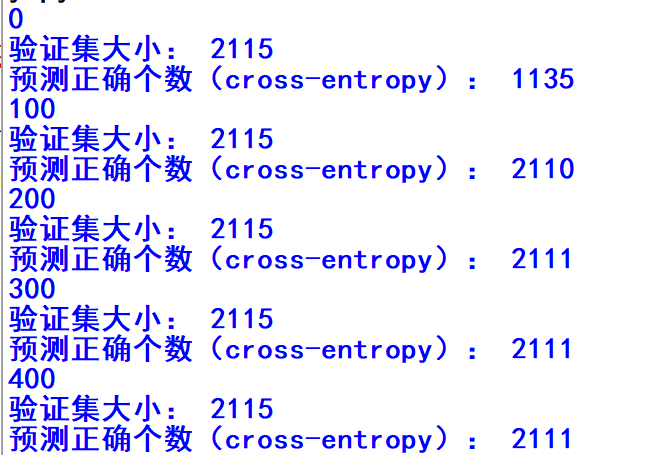 0
验证集大小： 2115
预测正确个数（cross-entropy）： 1135
100
验证集大小： 2115
预测正确个数（cross-entropy）： 2110
200
验证集大小： 2115
预测正确个数（cross-entropy）： 2111
300
验证集大小： 2115
预测正确个数（cross-entropy）： 2111
400
验证集大小： 2115
预测正确个数（cross-entropy）： 2111